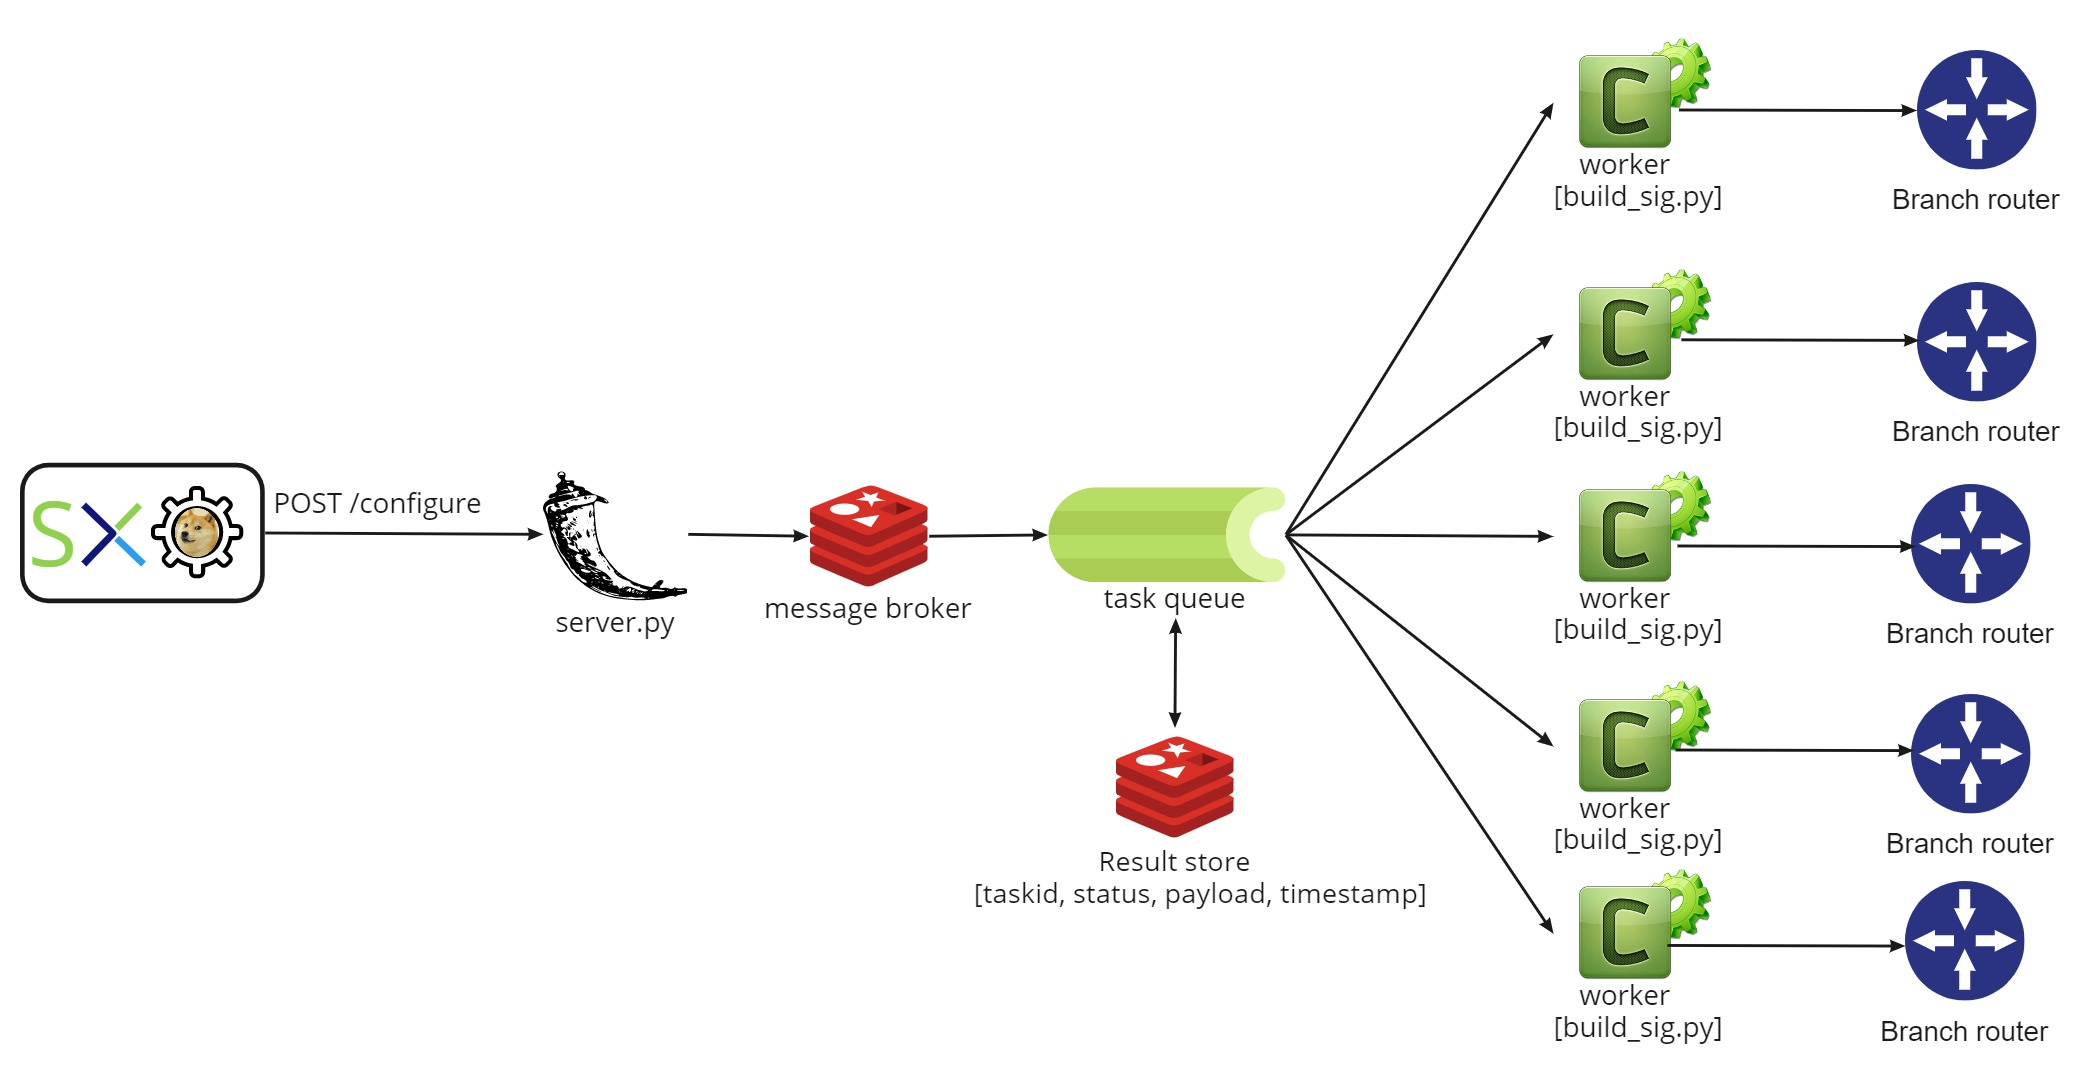 SX
POST /configure
server.py
message broker
task queue
Result store
[taskid, status, payload, timestamp]
C
worker
[build_sig.py]
Branch router
C
worker
[build_sig.py]
Branch router
C
worker
[build_sig.py]
Branch router
C
worker
[build_sig.py]
Branch router
C
worker
[build_sig.py]
Branch router